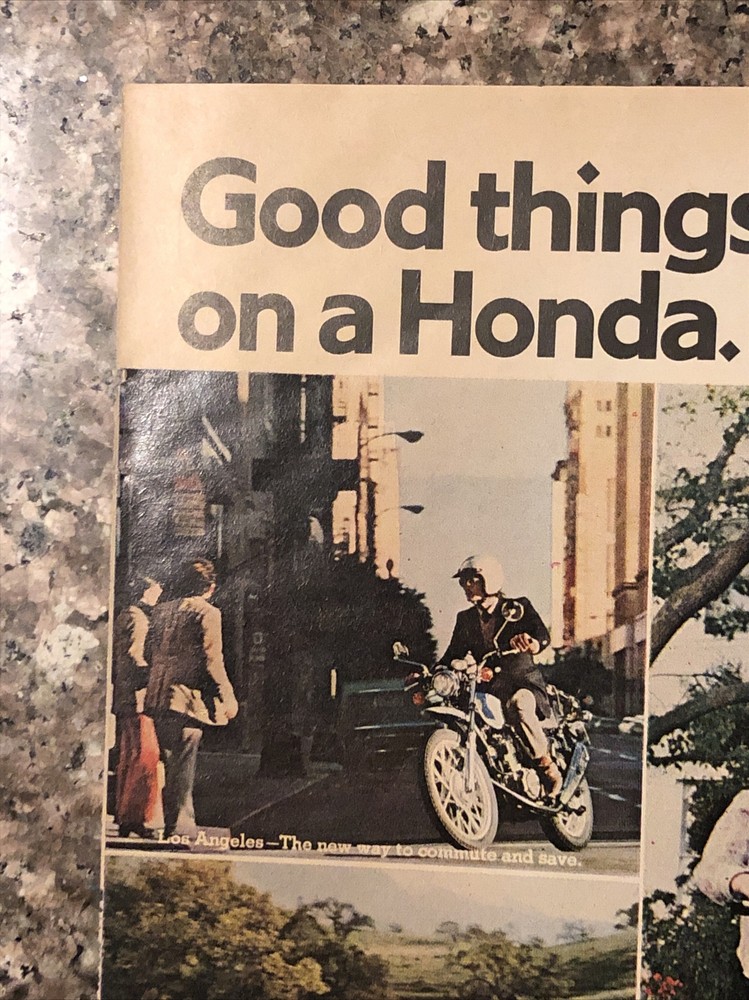 Good things
on a Honda.
Los Angeles—The new way to commute and save.